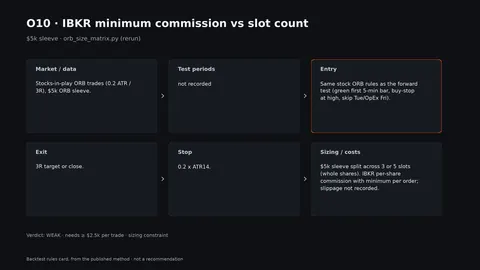 O10 · IBKR minimum commission vs slot count
$5k sleeve · orb_size_matrix.py (rerun)
Market / data
Stocks-in-play ORB trades (0.2 ATR /
3R), $5k ORB sleeve.
Test periods
not recorded
Entry
Same stock ORB rules as the forward
test (green first 5-min bar, buy-stop
at high, skip Tue/OpEx Fri).
Exit
3R target or close.
Stop
0.2 x ATR14.
Sizing / costs
$5k sleeve split across 3 or 5 slots
(whole shares). IBKR per-share
commission with minimum per order;
slippage not recorded.
Verdict: WEAK · needs ≥ $2.5k per trade · sizing constraint
Backtest rules card, from the published method · not a recommendation